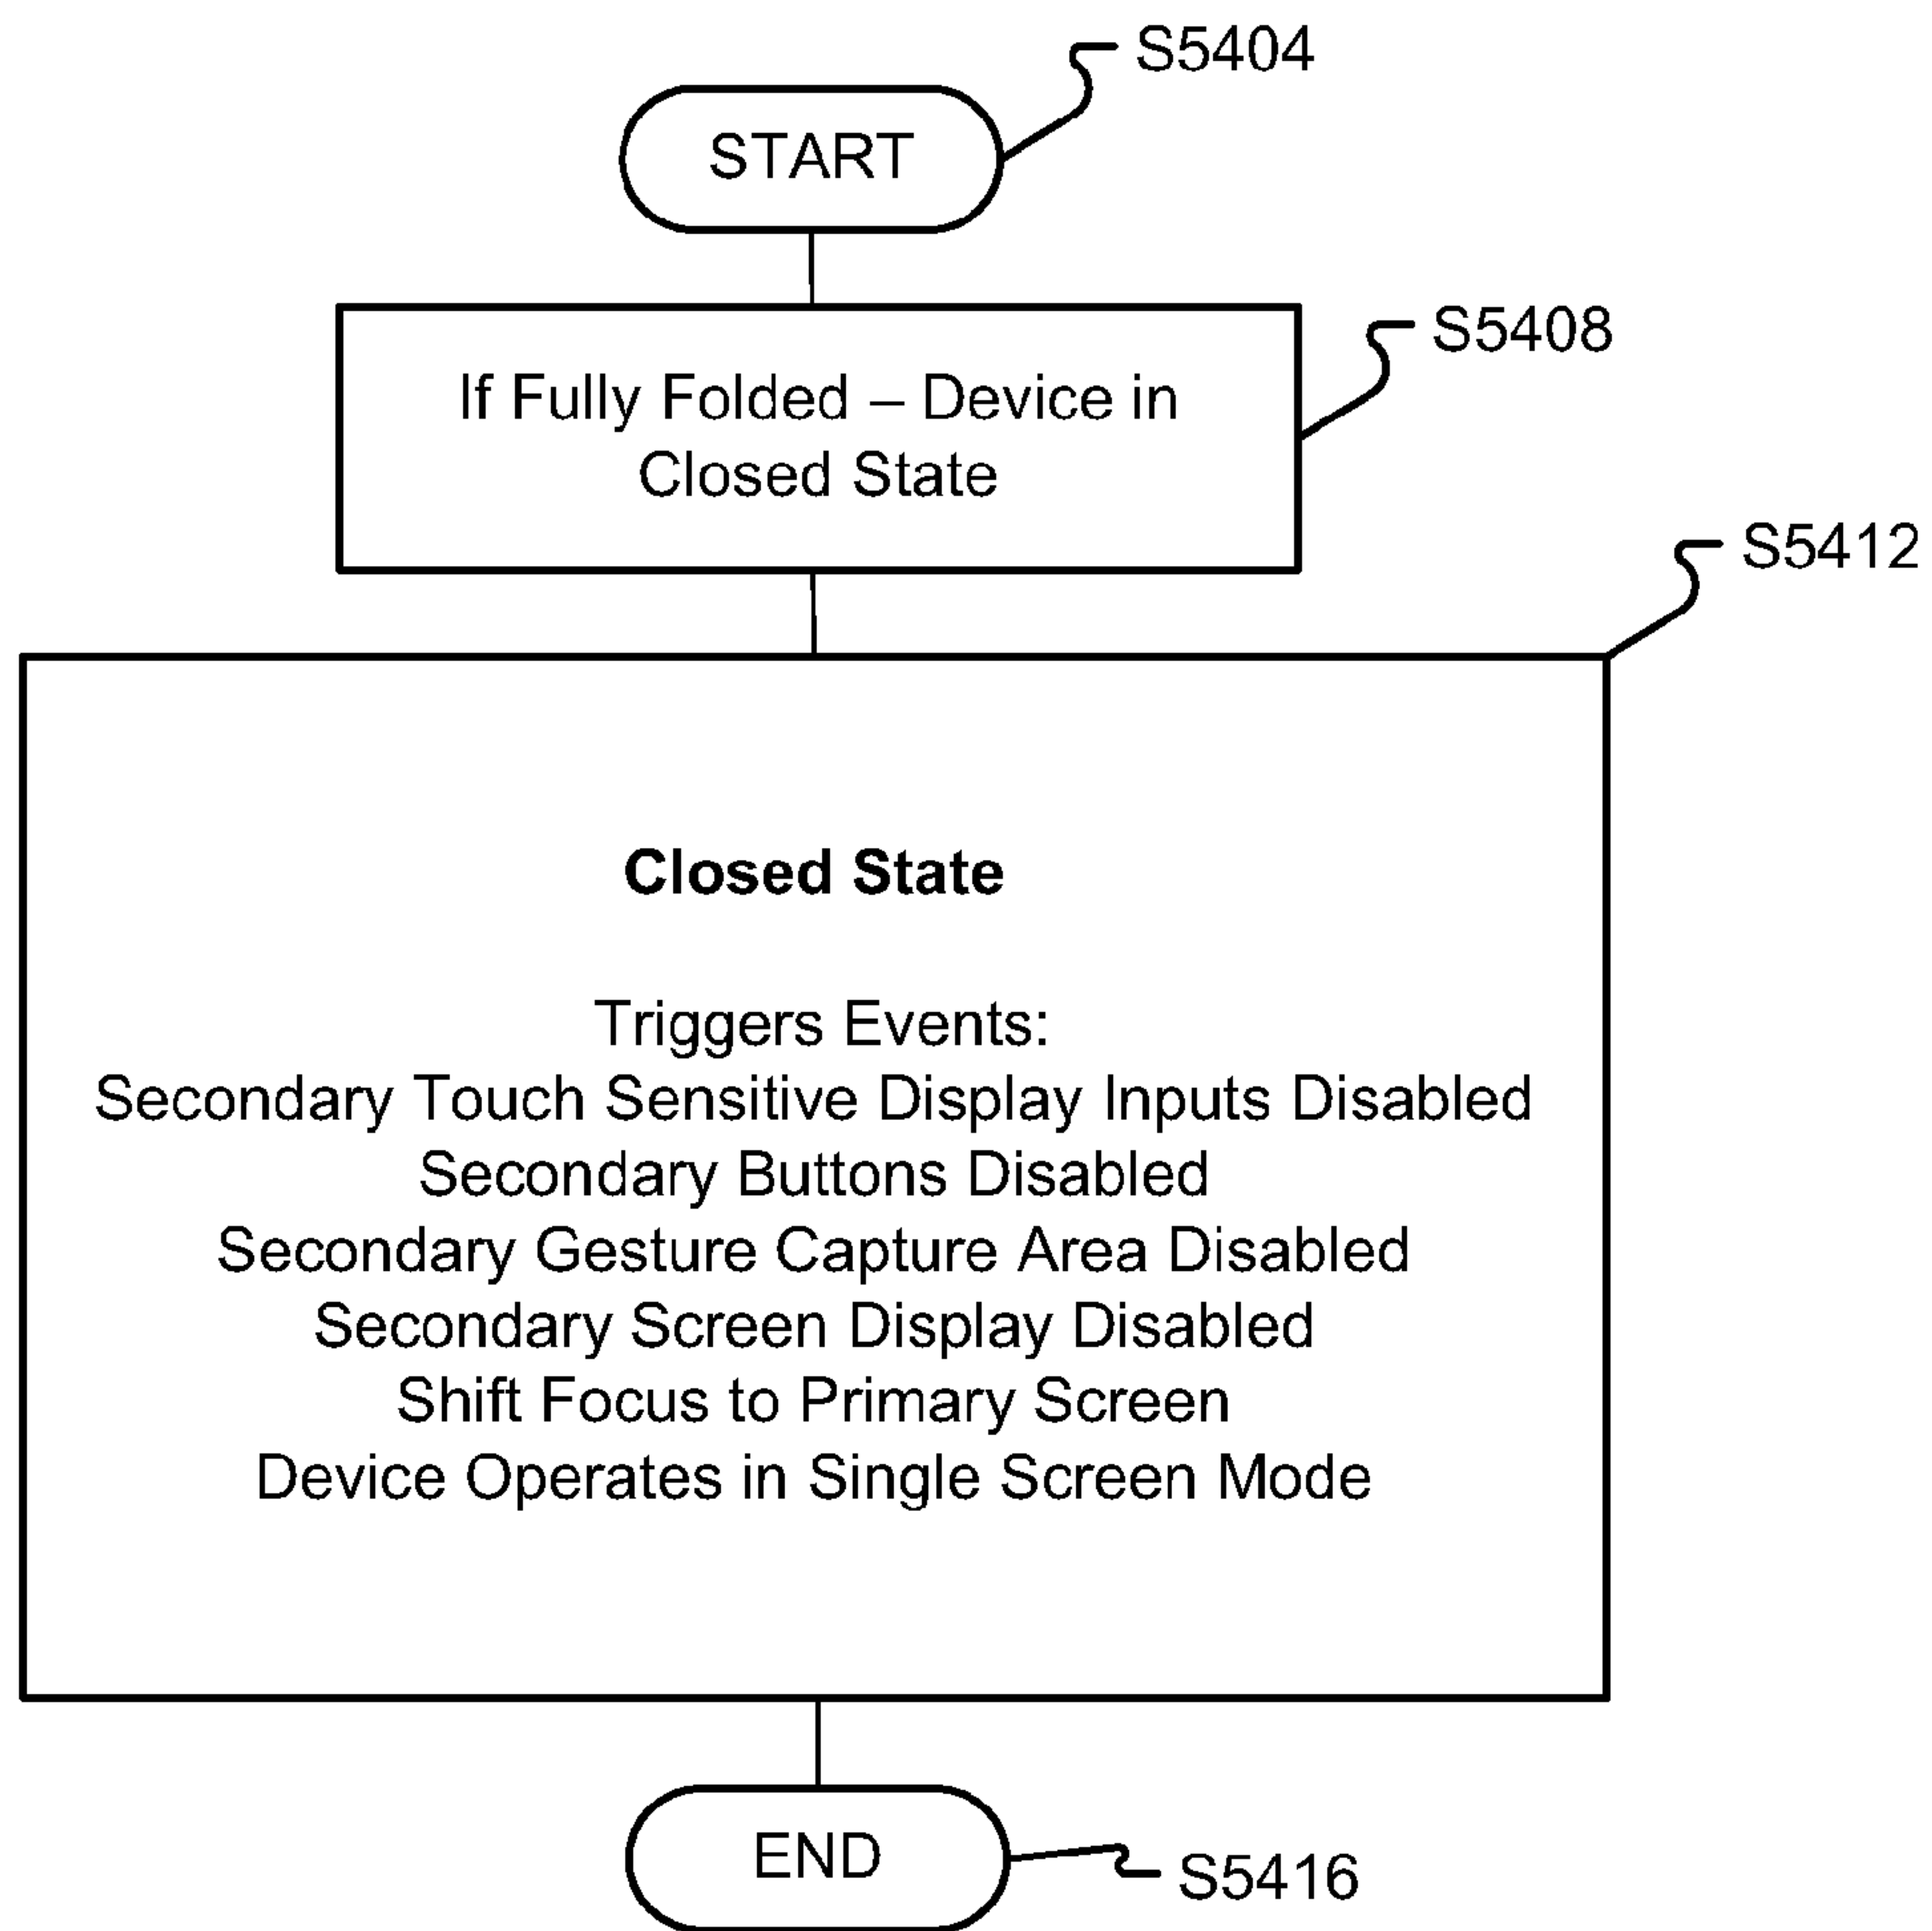 S5404
START
S5408
If Fully Folded – Device in
Closed State
S5412
Closed State
Triggers Events:
Secondary Touch Sensitive Display Inputs Disabled
Secondary Buttons Disabled
Secondary Gesture Capture Area Disabled
Secondary Screen Display Disabled
Shift Focus to Primary Screen
Device Operates in Single Screen Mode
END
S5416